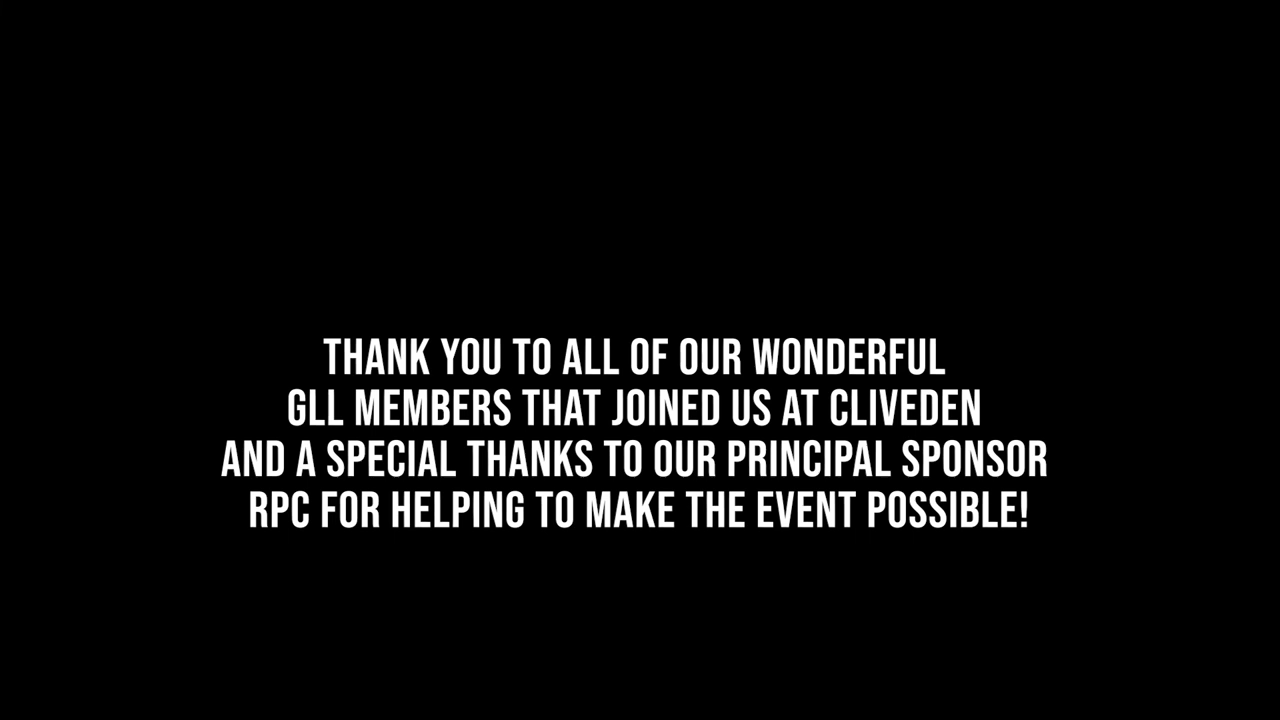 THANK YOU TO ALL OF OUR WONDERFUL
GLL MEMBERS THAT JOINED US AT CLIVEDEN
AND A SPECIAL THANKS TO OUR PRINCIPAL SPONSOR
RPC FOR HELPING TO MAKE THE EVENT POSSIBLE!